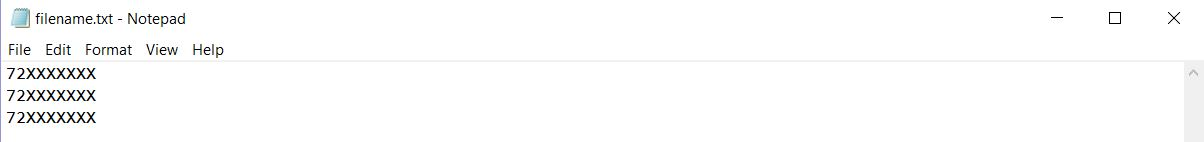 filename.txt - Notepad
File Edit Format View Help
72XXXXXXX
72XXXXXXX
72XXXXXXX